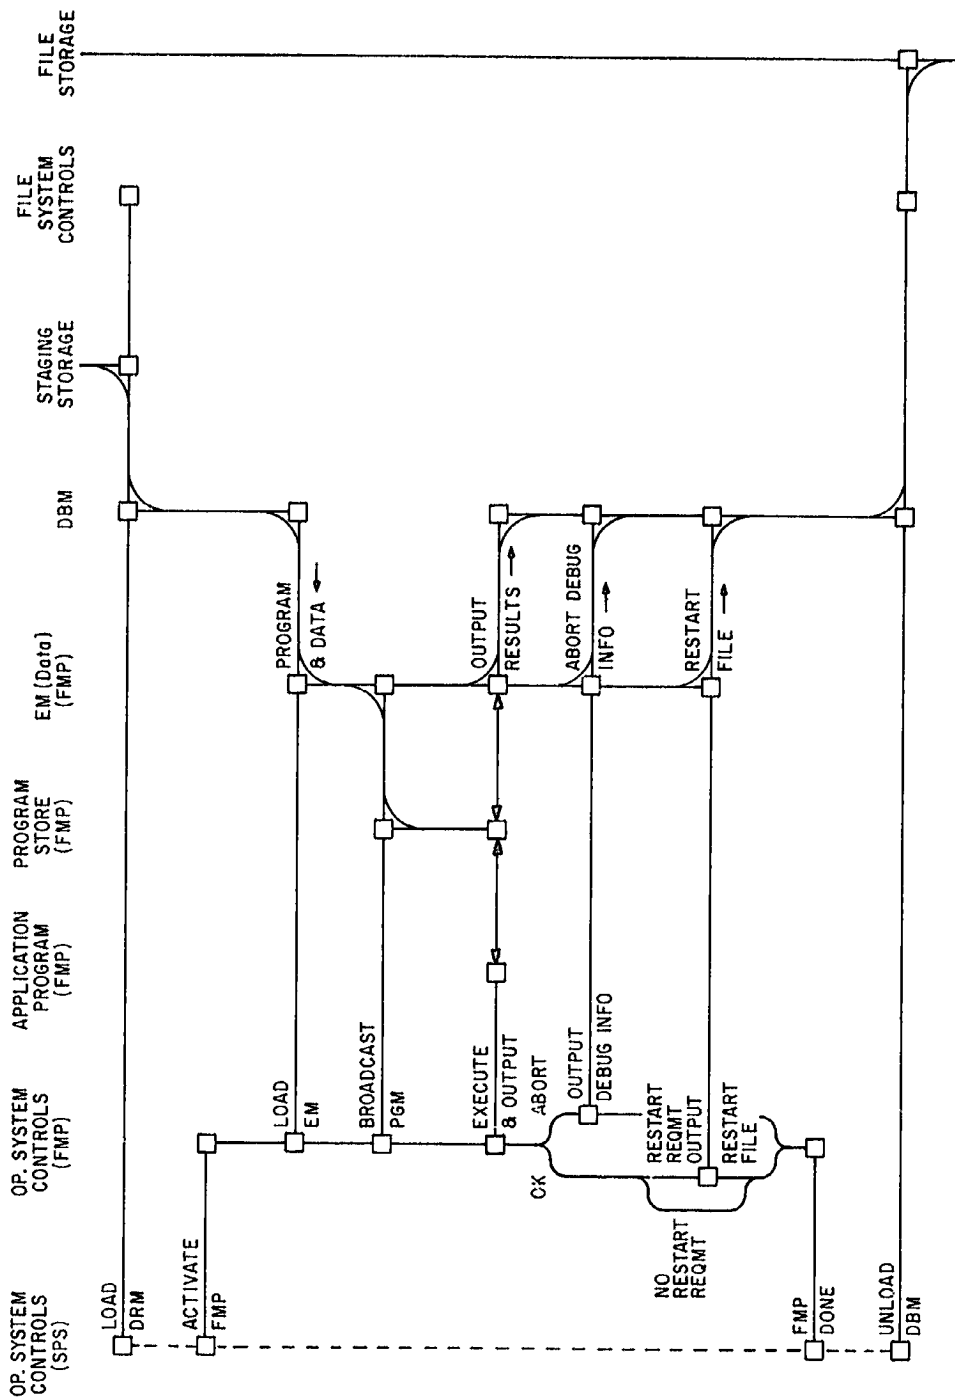 OP. SYSTEM
CONTROLS
(SPS)
OP. SYSTEM
CONTROLS
(FMP)
APPLICATION
PROGRAM
(FMP)
PROGRAM
STORE
(FMP)
EM (Data)
(FMP)
DBM
STAGING
STORAGE
FILE
SYSTEM
CONTROLS
FILE
STORAGE
LOAD
DRM
ACTIVATE
FMP
LOAD
EM
PROGRAM
& DATA
BROADCAST
PGM
EXECUTE
& OUTPUT
OUTPUT
RESULTS
OK
ABORT
OUTPUT
DEBUG INFO
ABORT DEBUG
INFO
NO
RESTART
REQMT
RESTART
REQMT
OUTPUT
RESTART
FILE
RESTART
FILE
FMP
DONE
UNLOAD
DBM